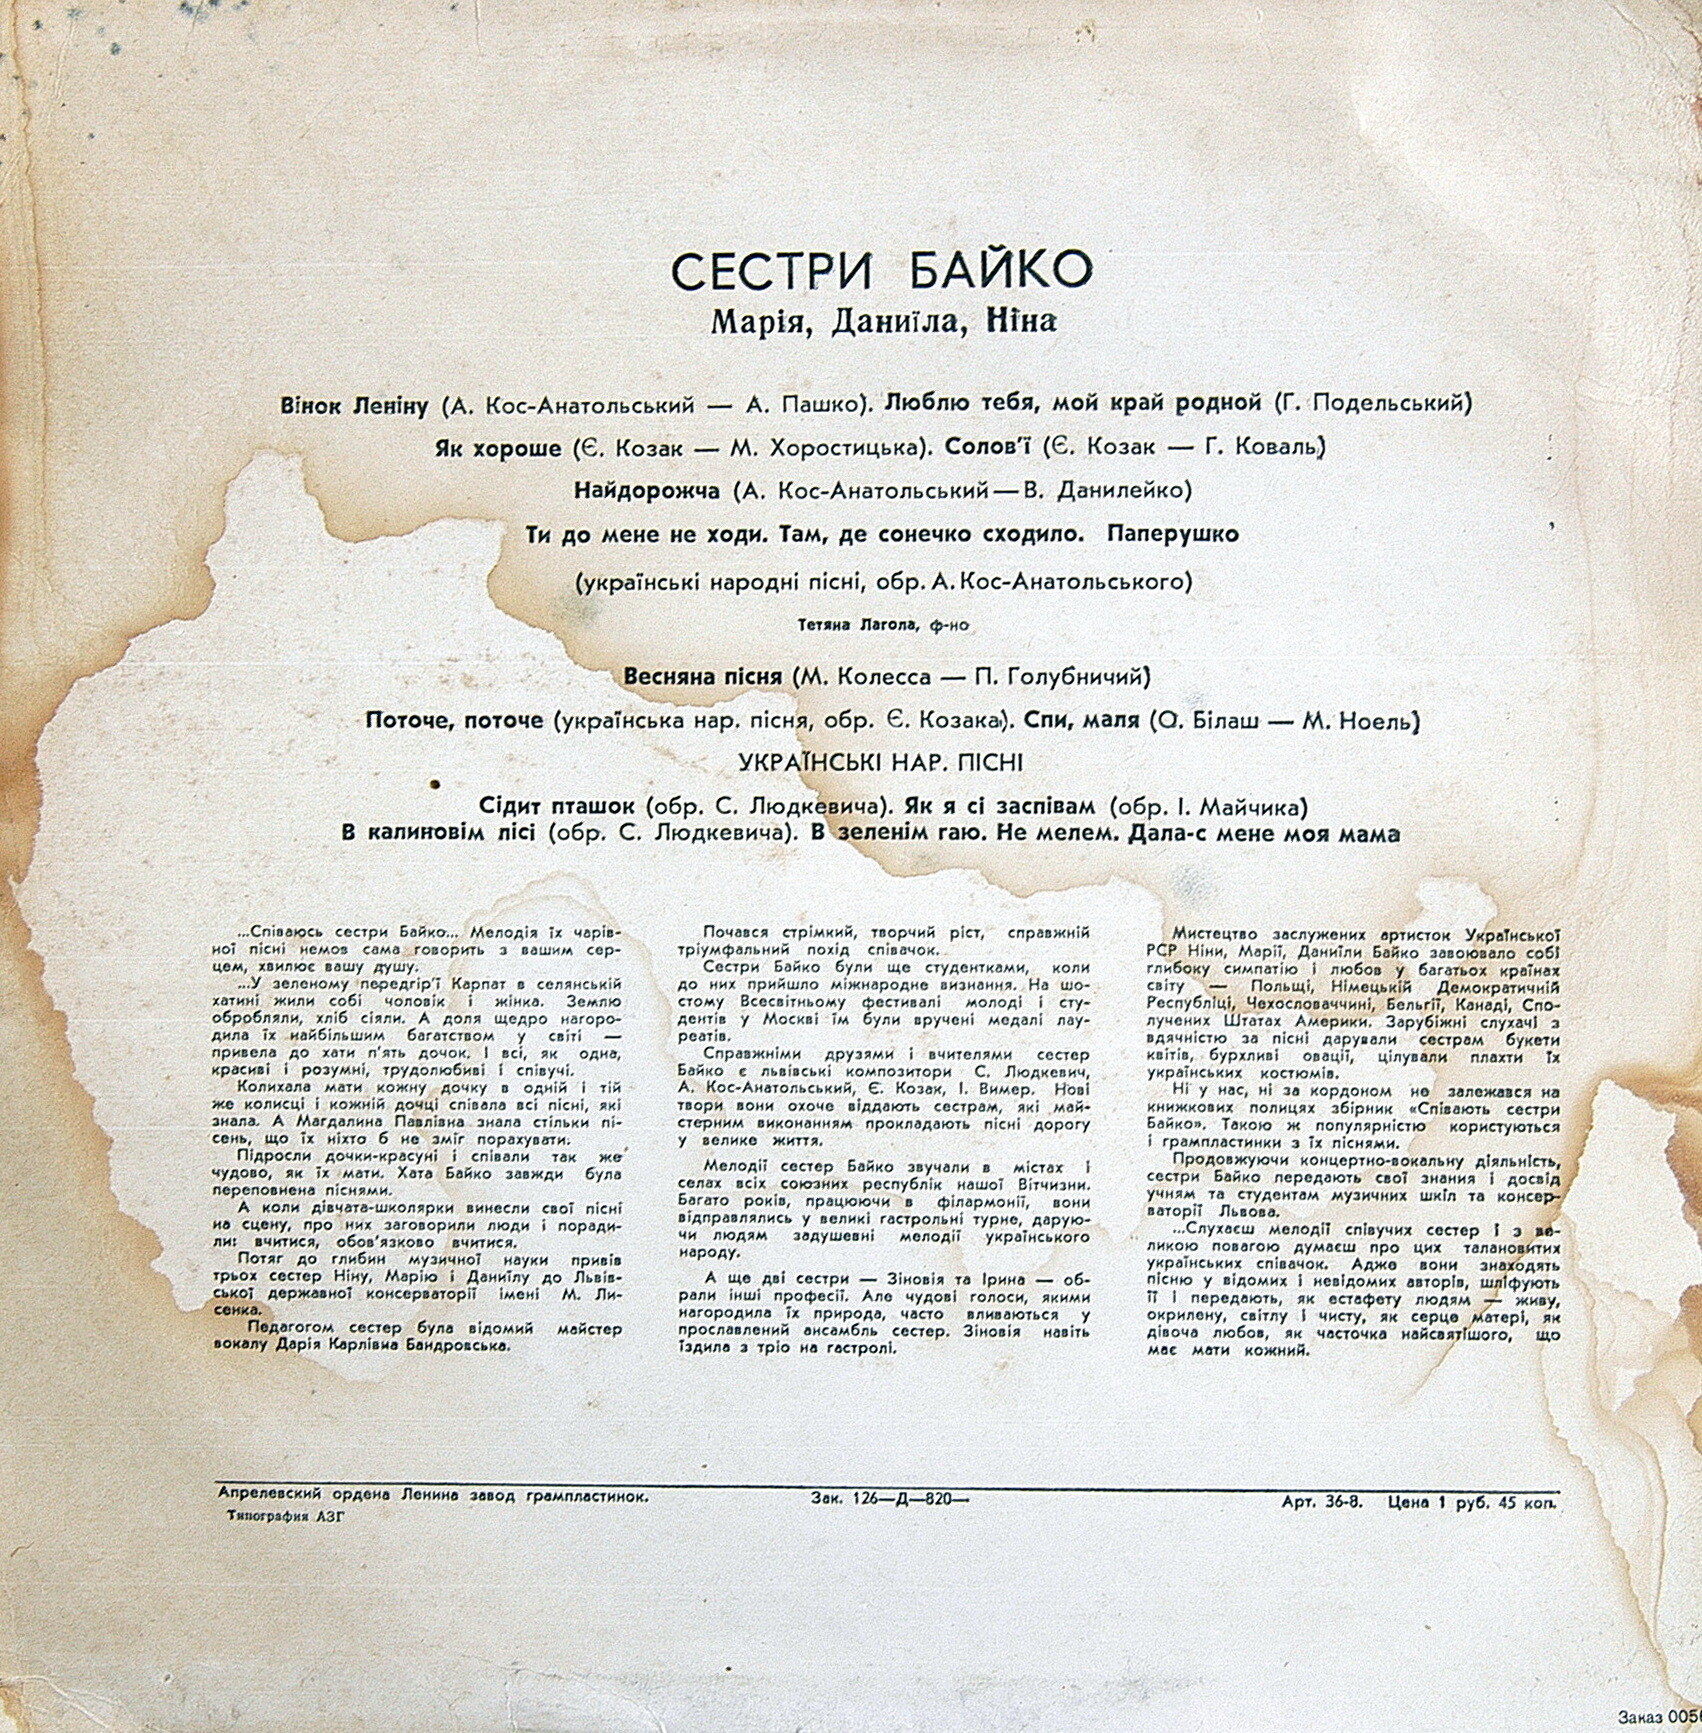 СЕСТРИ БАЙКО
Марія, Даниїла, Ніна
Вінок Леніну (А. Кос-Анатольський — А. Пашко). Люблю тебя, мой край родной (Г. Подельський)
Як хороше (Є. Козак — М. Хоростицька). Солов'ї (Є. Козак — Г. Коваль)
Найдорожча (А. Кос-Анатольський — В. Данилейко)
Ти до мене не ходи. Там, де сонечко сходило. Паперушко
(українські народні пісні, обр. А. Кос-Анатольського)
Тетяна Лагола, ф-но
Весняна пісня (М. Колесса — П. Голубничий)
Поточе, поточе (українська нар. пісня, обр. Є. Козака). Спи, маля (О. Білаш — М. Ноель)
УКРАЇНСЬКІ НАР. ПІСНІ
Сідит пташок (обр. С. Людкевича). Як я сі заспівам (обр. І. Майчика)
В калиновім лісі (обр. С. Людкевича). В зеленім гаю. Не мелем. Дала-с мене моя мама
...Співаюсь сестри Байко... Мелодія їх чарів-
ної пісні немов сама говорить з вашим сер-
цем, хвилює вашу душу.
...У зеленому передгір'ї Карпат в селянській
хатині жили собі чоловік і жінка. Землю
обробляли, хліб сіяли. А доля щедро нагоро-
дила їх найбільшим багатством у світі —
привела до хати п'ять дочок. І всі, як одна,
красиві і розумні, трудолюбиві і співучі.
Колихала мати кожну дочку в одній і тій
же колисці і кожній дочці співала всі пісні, які
знала. А Магдалина Павлівна знала стільки пі-
сень, що їх ніхто б не зміг порахувати.
Підросли дочки-красуні і співали так же
чудово, як їх мати. Хата Байко завжди була
переповнена піснями.
А коли дівчата-школярки винесли свої пісні
на сцену, про них заговорили люди і поради-
ли: вчитися, обов'язково вчитися.
Потяг до глибин музичної науки привів
трьох сестер Ніну, Марію і Даниїлу до Львів-
ської державної консерваторії імені М. Ли-
сенка.
Педагогом сестер була відомий майстер
вокалу Дарія Карлівна Бандровська.
Почався стрімкий, творчий ріст, справжній
тріумфальний похід співачок.
Сестри Байко були ще студентками, коли
до них прийшло міжнародне визнання. На шо-
стому Всесвітньому фестивалі молоді і сту-
дентів у Москві їм були вручені медалі лау-
реатів.
Справжніми друзями і вчителями сестер
Байко є львівські композитори С. Людкевич,
А. Кос-Анатольський, Є. Козак, І. Вимер. Нові
твори вони охоче віддають сестрам, які май-
стерним виконанням прокладають пісні дорогу
у велике життя.
Мелодії сестер Байко звучали в містах і
селах всіх союзних республік нашої Вітчизни.
Багато років, працюючи в філармонії, вони
відправлялись у великі гастрольні турне, дарую-
чи людям задушевні мелодії українського
народу.
А ще дві сестри — Зіновія та Ірина — об-
рали інші професії. Але чудові голоси, якими
нагородила їх природа, часто вливаються у
прославлений ансамбль сестер. Зіновія навіть
їздила з тріо на гастролі.
Мистецтво заслужених артисток Української
РСР Ніни, Марії, Даниїли Байко завоювало собі
глибоку симпатію і любов у багатьох країнах
світу — Польщі, Німецькій Демократичній
Республіці, Чехословаччині, Бельгії, Канаді, Спо-
лучених Штатах Америки. Зарубіжні слухачі з
вдячністю за пісні дарували сестрам букети
квітів, бурхливі овації, цілували плахти їх
українських костюмів.
Ні у нас, ні за кордоном не залежався на
книжкових полицях збірник «Співають сестри
Байко». Такою ж популярністю користуються
і грампластинки з їх піснями.
Продовжуючи концертно-вокальну діяльність,
сестри Байко передають свої знання і досвід
учням та студентам музичних шкіл та консер-
ваторії Львова.
...Слухаєш мелодії співучих сестер і з ве-
ликою повагою думаєш про цих талановитих
українських співачок. Адже вони знаходять
пісню у відомих і невідомих авторів, шліфують
її і передають, як естафету людям — живу,
окрилену, світлу і чисту, як серце матері, як
дівоча любов, як часточка найсвятішого, що
має мати кожний.
Апрелевский ордена Ленина завод грампластинок. Зак. 126—Д—820— Арт. 36-8. Цена 1 руб. 45 коп.
Типография АЗГ
Заказ